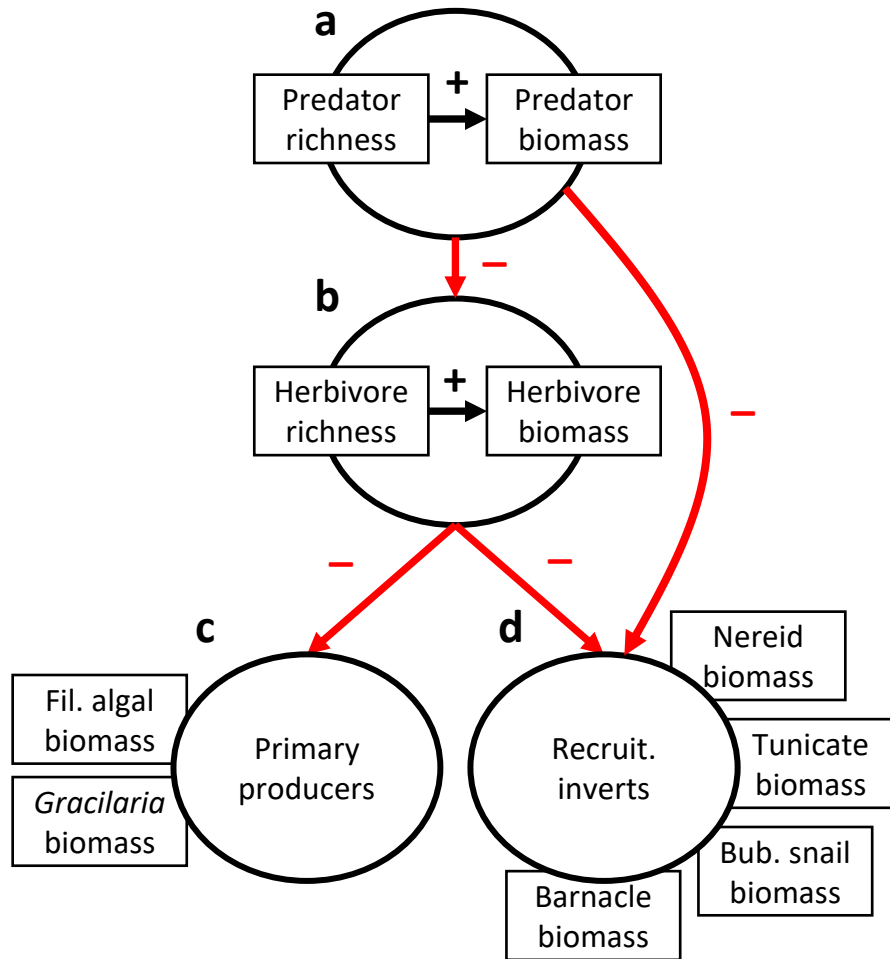 a
+
Predator
richness
Predator
biomass
–
b
+
Herbivore
richness
Herbivore
biomass
–
–
–
c
d
Nereid
biomass
Fil. algal
biomass
Primary
producers
Recruit.
inverts
Tunicate
biomass
Gracilaria
biomass
Bub. snail
biomass
Barnacle
biomass